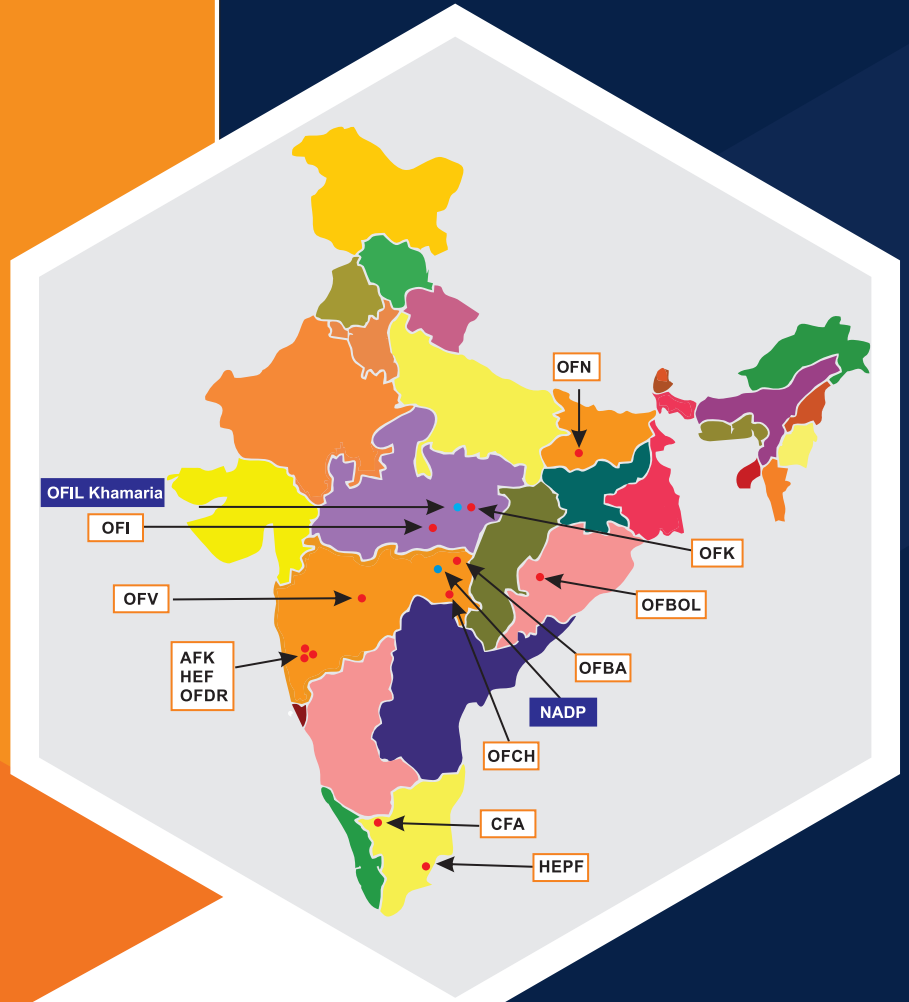 OFN
OFIL Khamaria
OFI
OFK
OFV
OFBOL
AFK
HEF
OFDR
OFBA
NADP
OFCH
CFA
HEPF